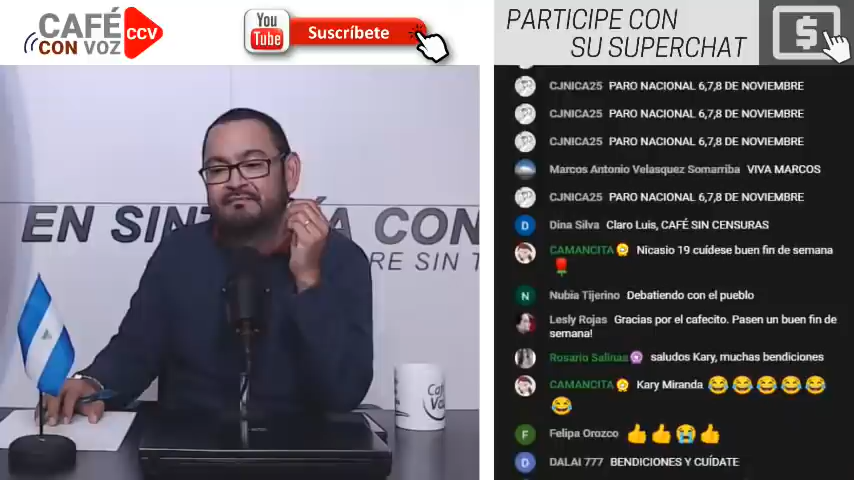 CAFÉ
CON VOZ
CCV
You
Tube
Suscríbete
PARTICIPE CON
SU SUPERCHAT
$
EN SINT ÍA CON
RE SIN T
Caf
Vo
CJNICA25 PARO NACIONAL 6,7,8 DE NOVIEMBRE
CJNICA25 PARO NACIONAL 6,7,8 DE NOVIEMBRE
CJNICA25 PARO NACIONAL 6,7,8 DE NOVIEMBRE
Marcos Antonio Velasquez Somarriba VIVA MARCOS
CJNICA25 PARO NACIONAL 6,7,8 DE NOVIEMBRE
D Dina Silva Claro Luis, CAFÉ SIN CENSURAS
CAMANCITA Nicasio 19 cuídese buen fin de semana
🌹
N Nubia Tijerino Debatiendo con el pueblo
Lesly Rojas Gracias por el cafecito. Pasen un buen fin de
semana!
Rosario Salinas saludos Kary, muchas bendiciones
CAMANCITA Kary Miranda 😂😂😂😂😂
😂
F Felipa Orozco 👍👍😭👍
D DALAI 777 BENDICIONES Y CUÍDATE